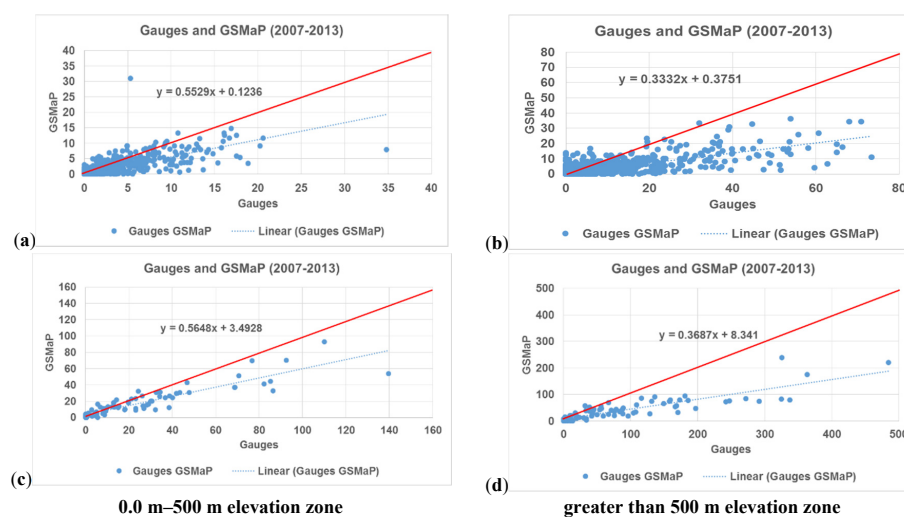 Gauges and GSMaP (2007-2013)
40
35
30
25
20
15
10
5
0
GSMaP
y = 0.5529x + 0.1236
0 5 10 15 20 25 30 35 40
Gauges
Gauges GSMaP Linear (Gauges GSMaP)
(a)
Gauges and GSMaP (2007-2013)
80
70
60
50
40
30
20
10
0
GSMaP
y = 0.3332x + 0.3751
0 20 40 60 80
Gauges
Gauges GSMaP Linear (Gauges GSMaP)
(b)
Gauges and GSMaP (2007-2013)
160
140
120
100
80
60
40
20
0
GSMaP
y = 0.5648x + 3.4928
0 20 40 60 80 100 120 140 160
Gauges
Gauges GSMaP Linear (Gauges GSMaP)
(c)
Gauges and GSMaP (2007-2013)
500
400
300
200
100
0
GSMaP
y = 0.3687x + 8.341
0 100 200 300 400 500
Gauges
Gauges GSMaP Linear (Gauges GSMaP)
(d)
0.0 m–500 m elevation zone
greater than 500 m elevation zone